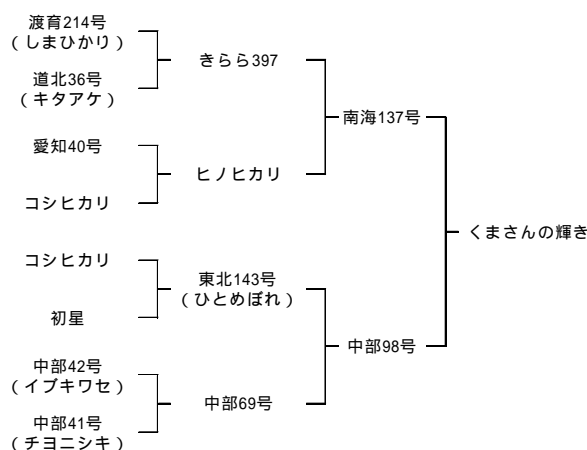 渡育214号
(しまひかり)
道北36号
(キタアケ)
きらら397
愛知40号
コシヒカリ
ヒノヒカリ
南海137号
コシヒカリ
初星
東北143号
(ひとめぼれ)
中部42号
(イブキワセ)
中部41号
(チヨニシキ)
中部69号
中部98号
くまさんの輝き